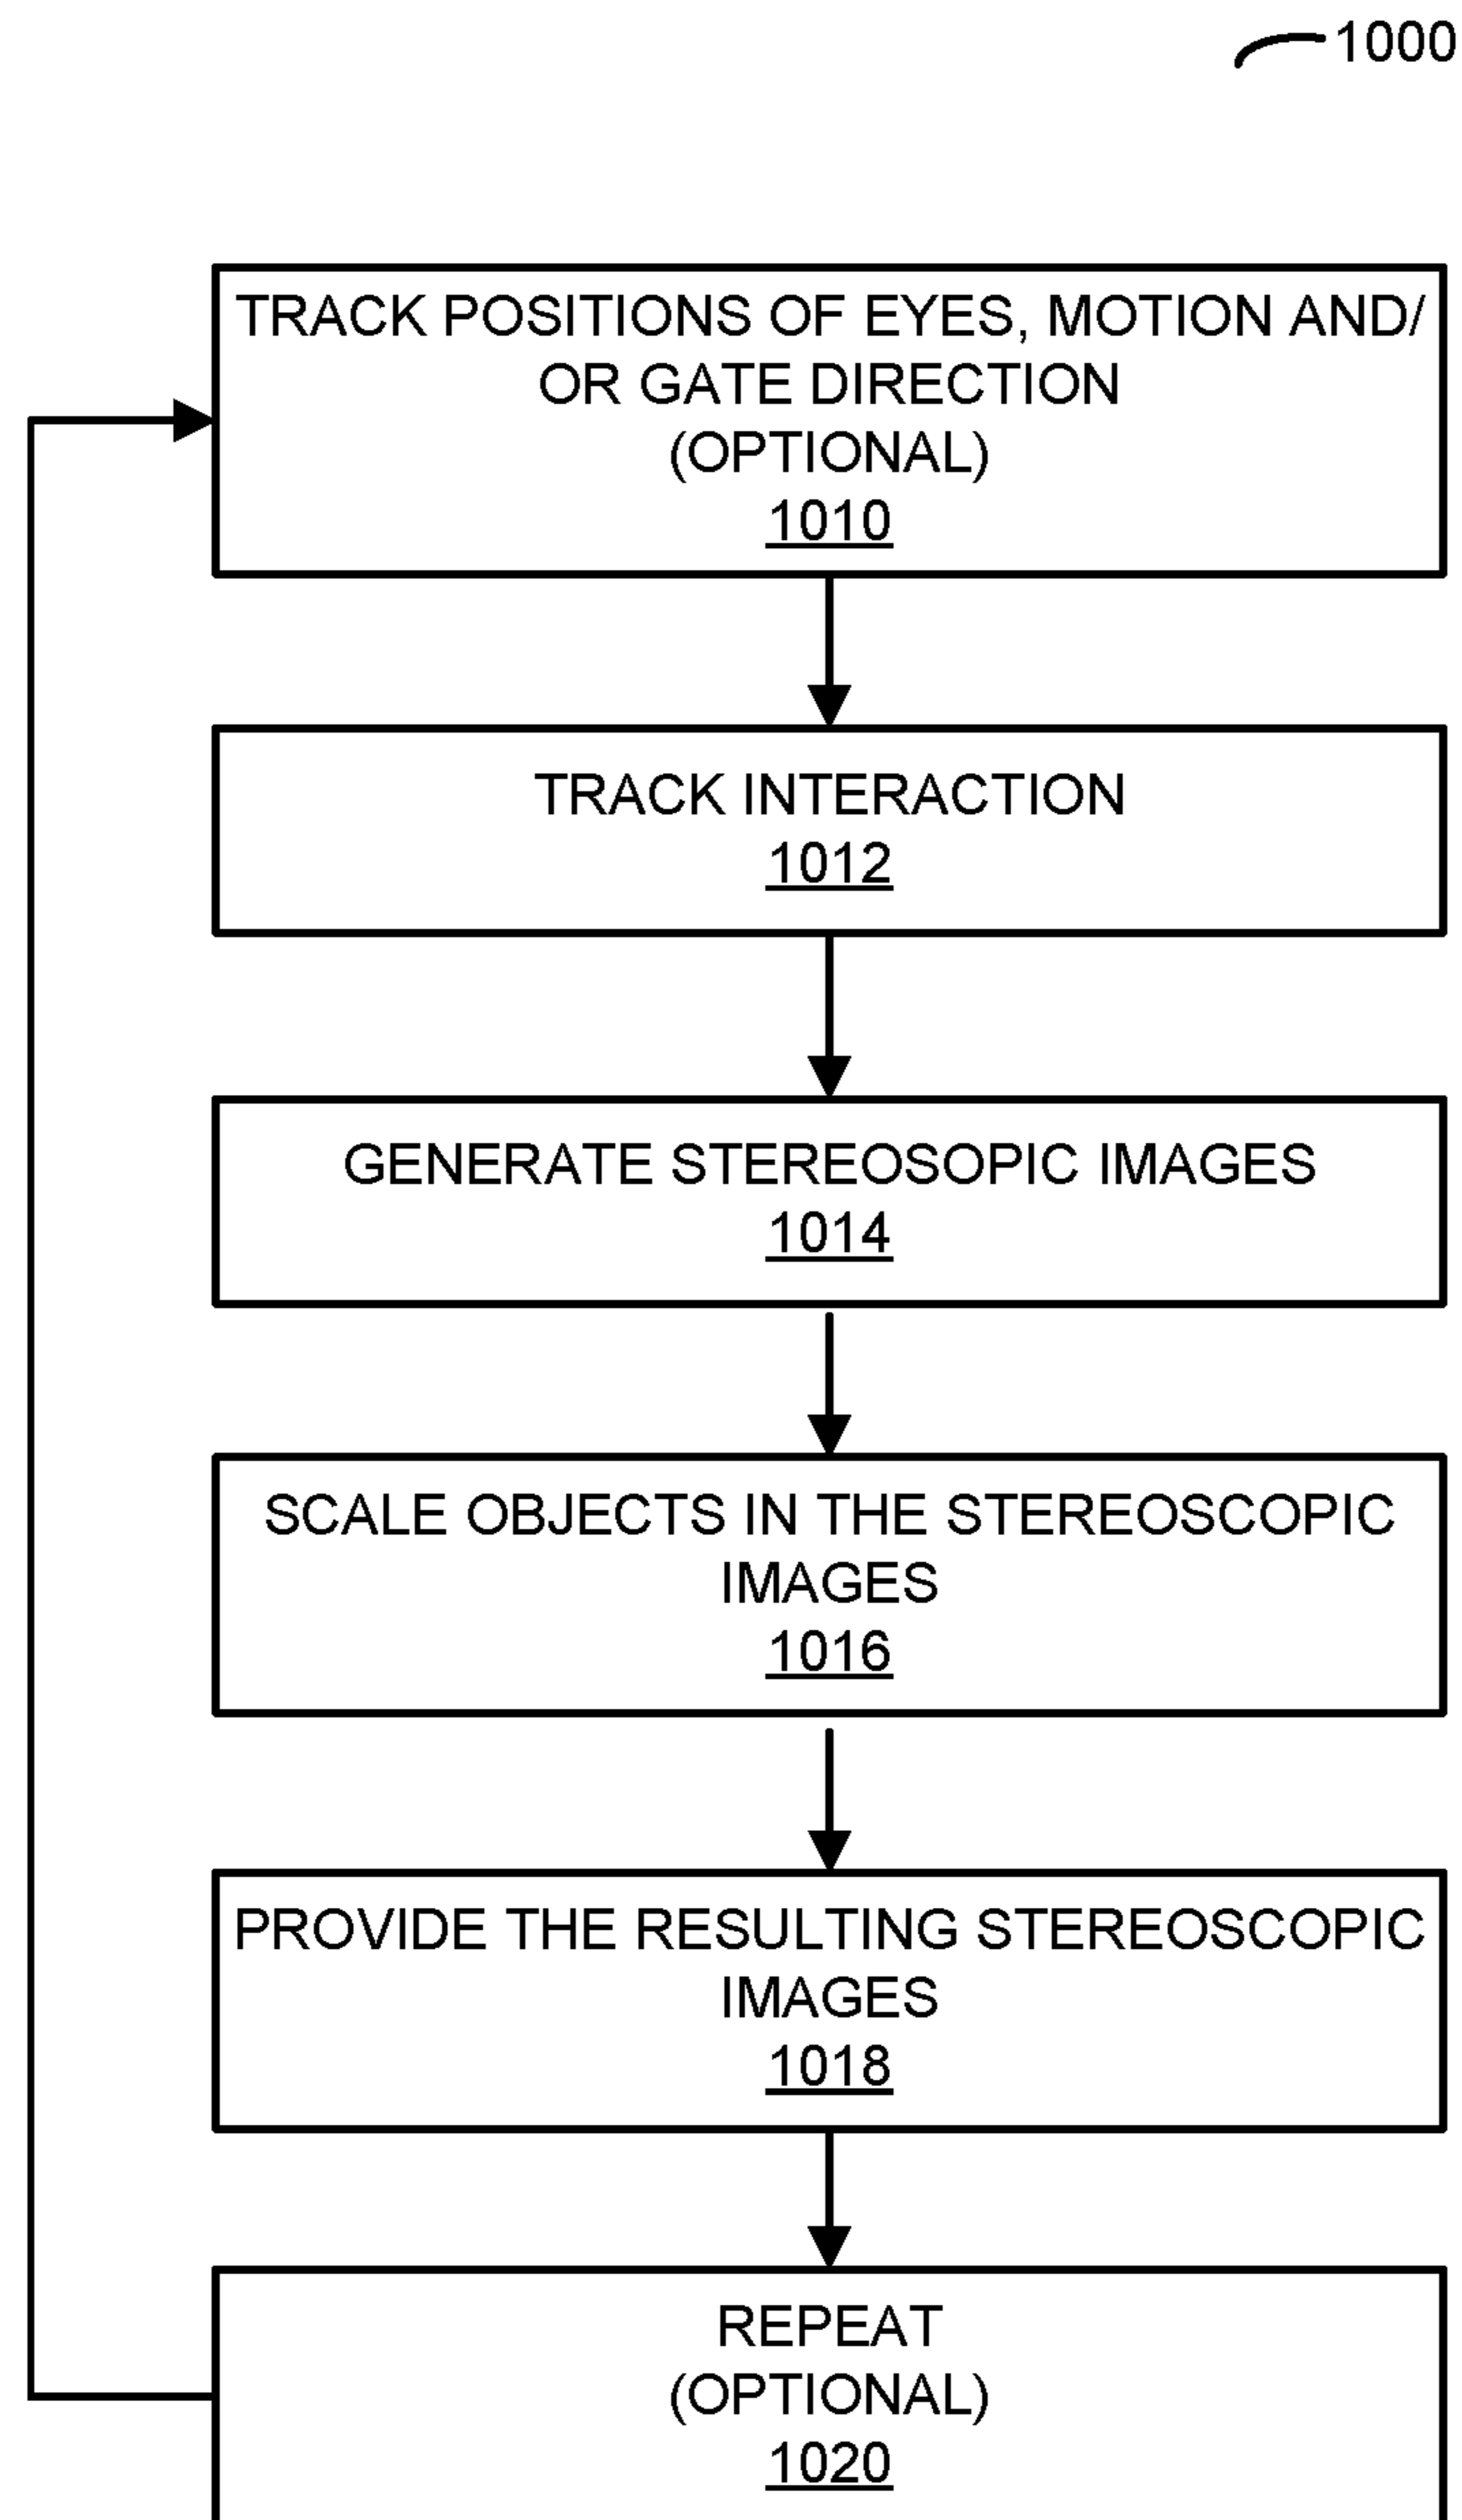 1000
TRACK POSITIONS OF EYES, MOTION AND/
OR GATE DIRECTION
(OPTIONAL)
1010
TRACK INTERACTION
1012
GENERATE STEREOSOPIC IMAGES
1014
SCALE OBJECTS IN THE STEREOSCOPIC
IMAGES
1016
PROVIDE THE RESULTING STEREOSCOPIC
IMAGES
1018
REPEAT
(OPTIONAL)
1020